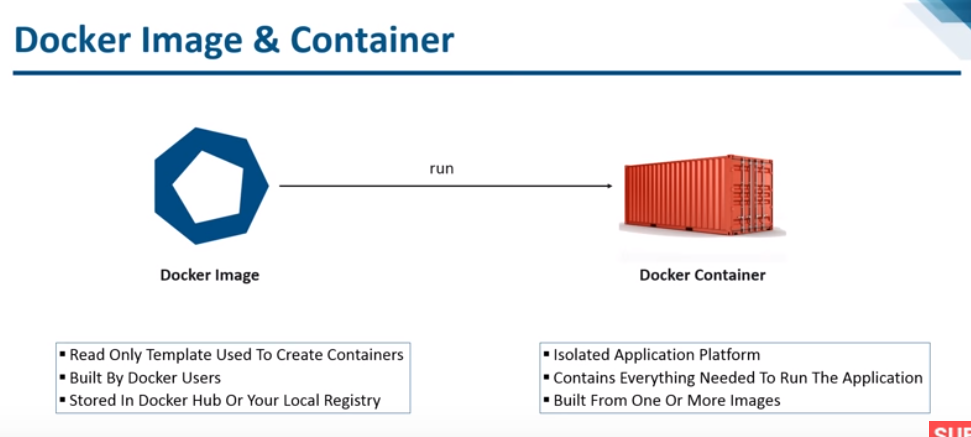 Docker Image & Container
run
Docker Image
Docker Container
▪ Read Only Template Used To Create Containers
▪ Built By Docker Users
▪ Stored In Docker Hub Or Your Local Registry
▪ Isolated Application Platform
▪ Contains Everything Needed To Run The Application
▪ Built From One Or More Images